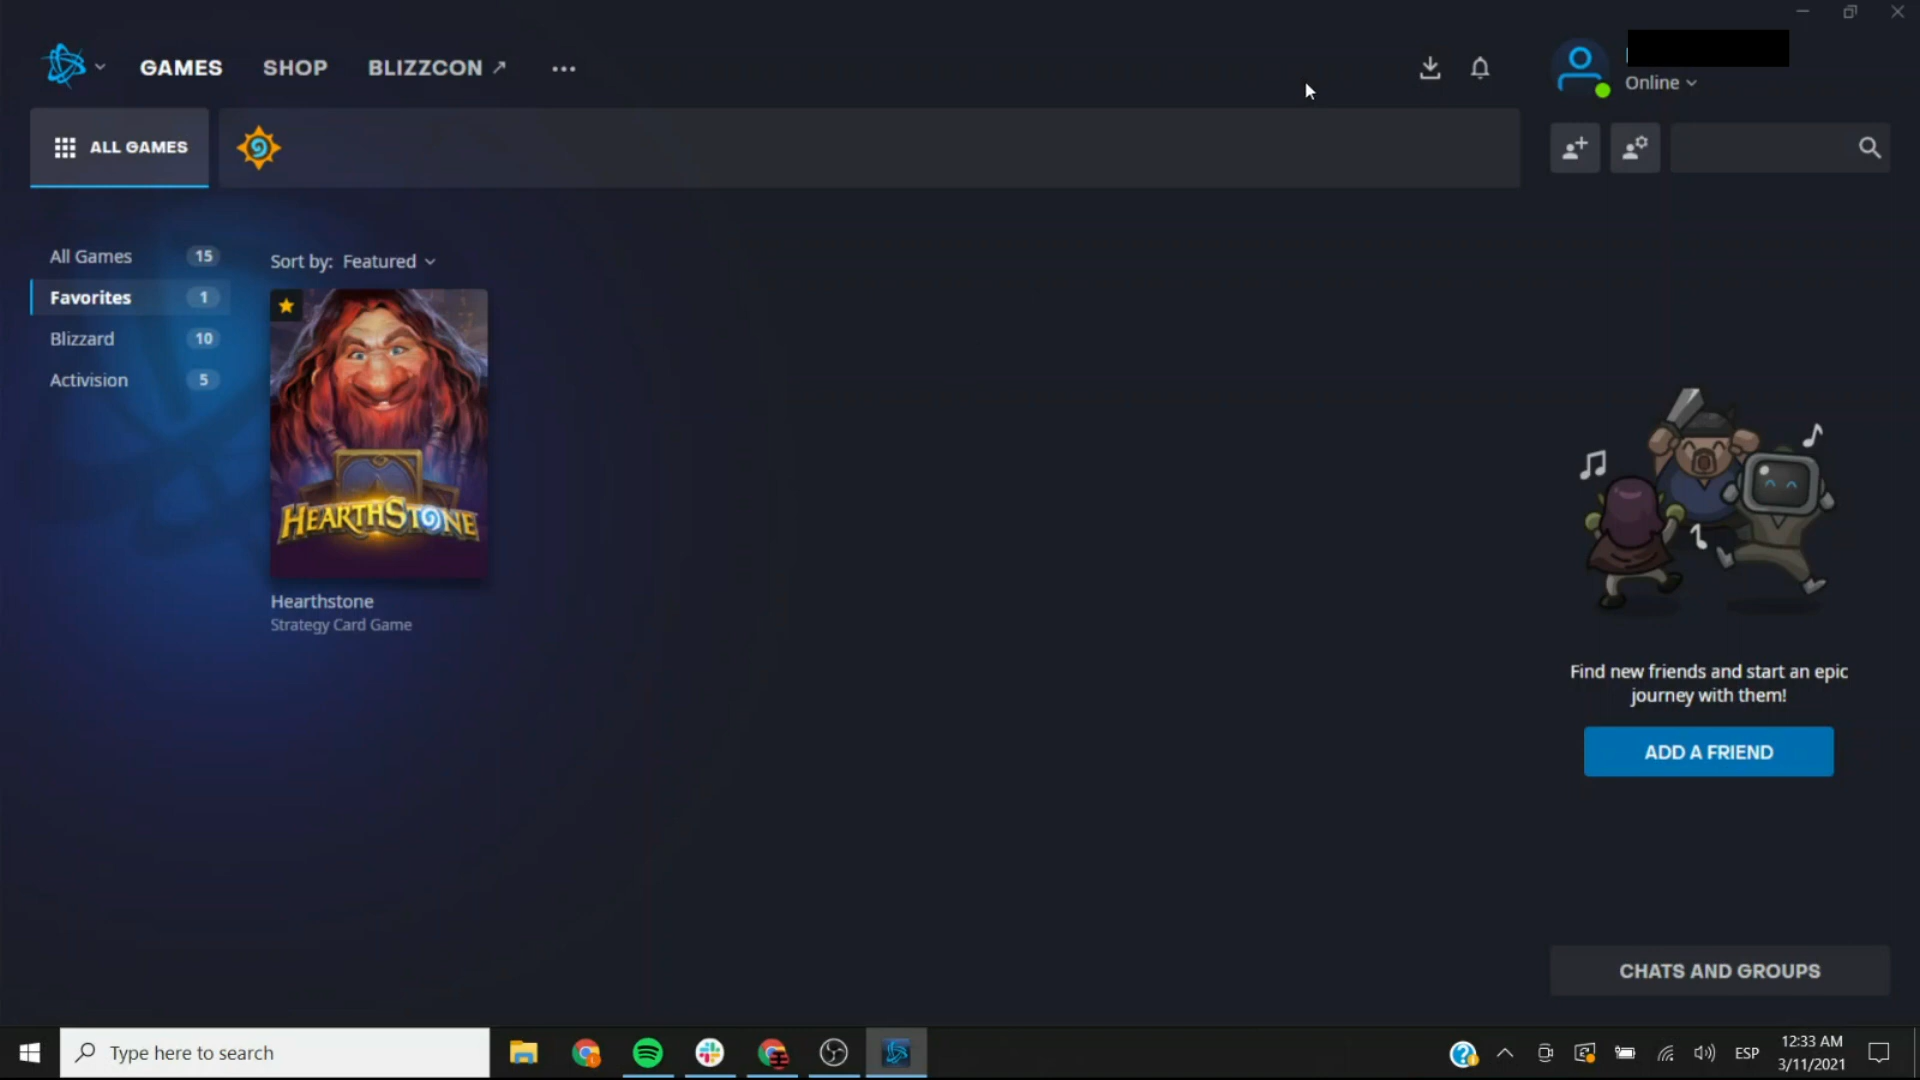 GAMES SHOP BLIZZCON ↗ ...
Online
ALL GAMES
All Games 15
Favorites 1
Blizzard 10
Activision 5
Sort by: Featured
HEARTHSTONE
Hearthstone
Strategy Card Game
Find new friends and start an epic
journey with them!
ADD A FRIEND
CHATS AND GROUPS
Type here to search
ESP
12:33 AM
3/11/2021